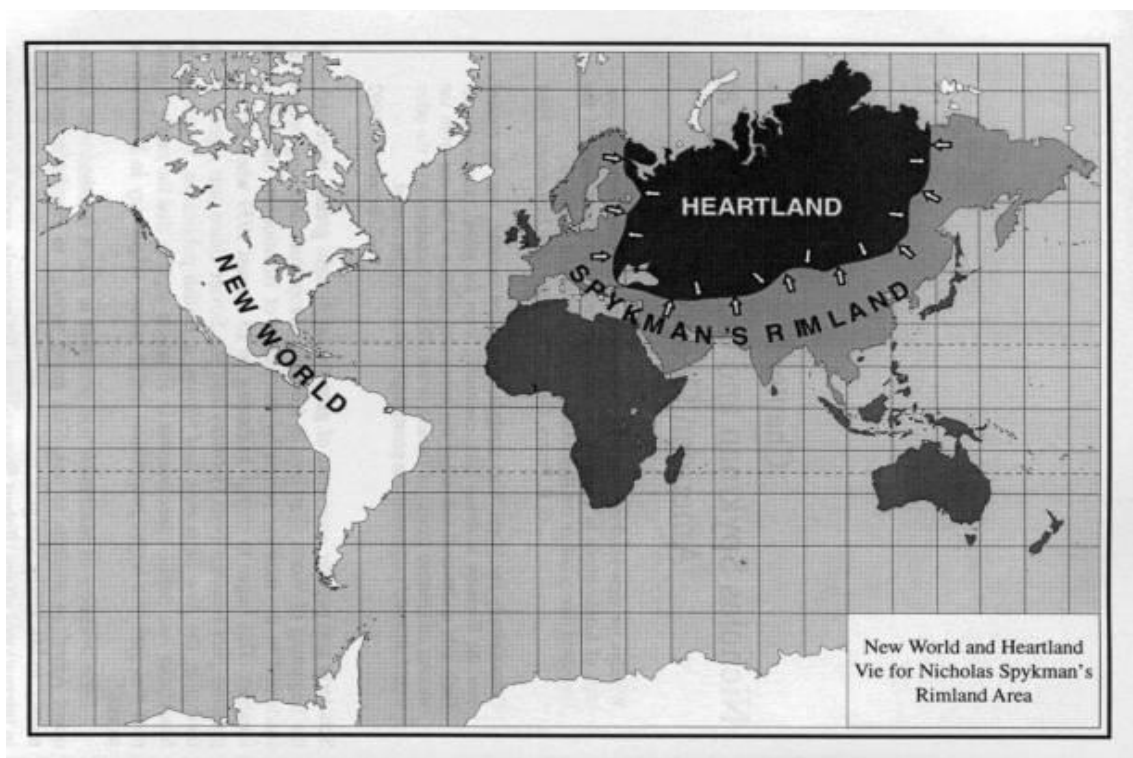 HEARTLAND
NEW WORLD
SPYKMAN'S RIMLAND
New World and Heartland
Vie for Nicholas Spykman's
Rimland Area